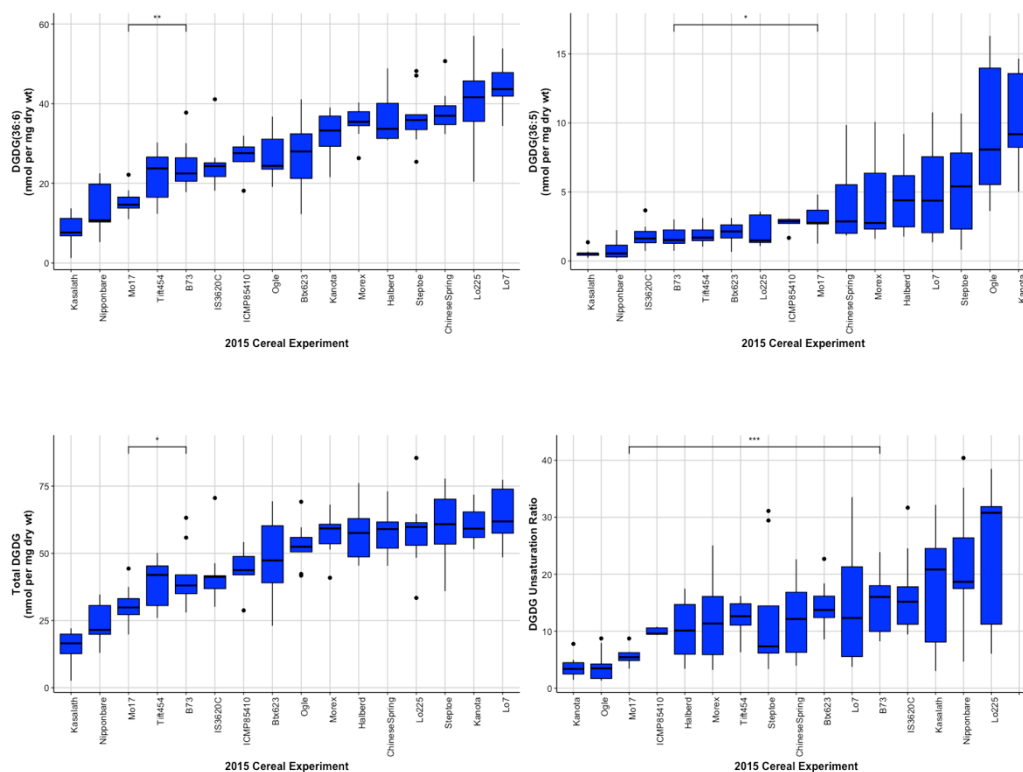 DGDG(36:6)
(nmol per mg dry wt)
60
40
20
0
**
Kasalath
Nipponbare
Mo17
Tift454
B73
IS3620C
ICMP85410
Ogle
Btx623
Kanota
Morex
Halberd
Steptoe
ChineseSpring
Lo225
Lo7
2015 Cereal Experiment
DGDG(36:5)
(nmol per mg dry wt)
15
10
5
0
*
Kasalath
Nipponbare
IS3620C
B73
Tift454
Btx623
Lo225
ICMP85410
Mo17
ChineseSpring
Morex
Halberd
Lo7
Steptoe
Ogle
Kanota
2015 Cereal Experiment
Total DGDG
(nmol per mg dry wt)
75
50
25
0
*
Kasalath
Nipponbare
Mo17
Tift454
B73
IS3620C
ICMP85410
Btx623
Ogle
Morex
Halberd
ChineseSpring
Lo225
Steptoe
Kanota
Lo7
2015 Cereal Experiment
DGDG Unsaturation Ratio
40
30
20
10
0
***
Kanota
Ogle
Mo17
ICMP85410
Halberd
Morex
Tift454
Steptoe
ChineseSpring
Btx623
Lo7
B73
IS3620C
Kasalath
Nipponbare
Lo225
2015 Cereal Experiment